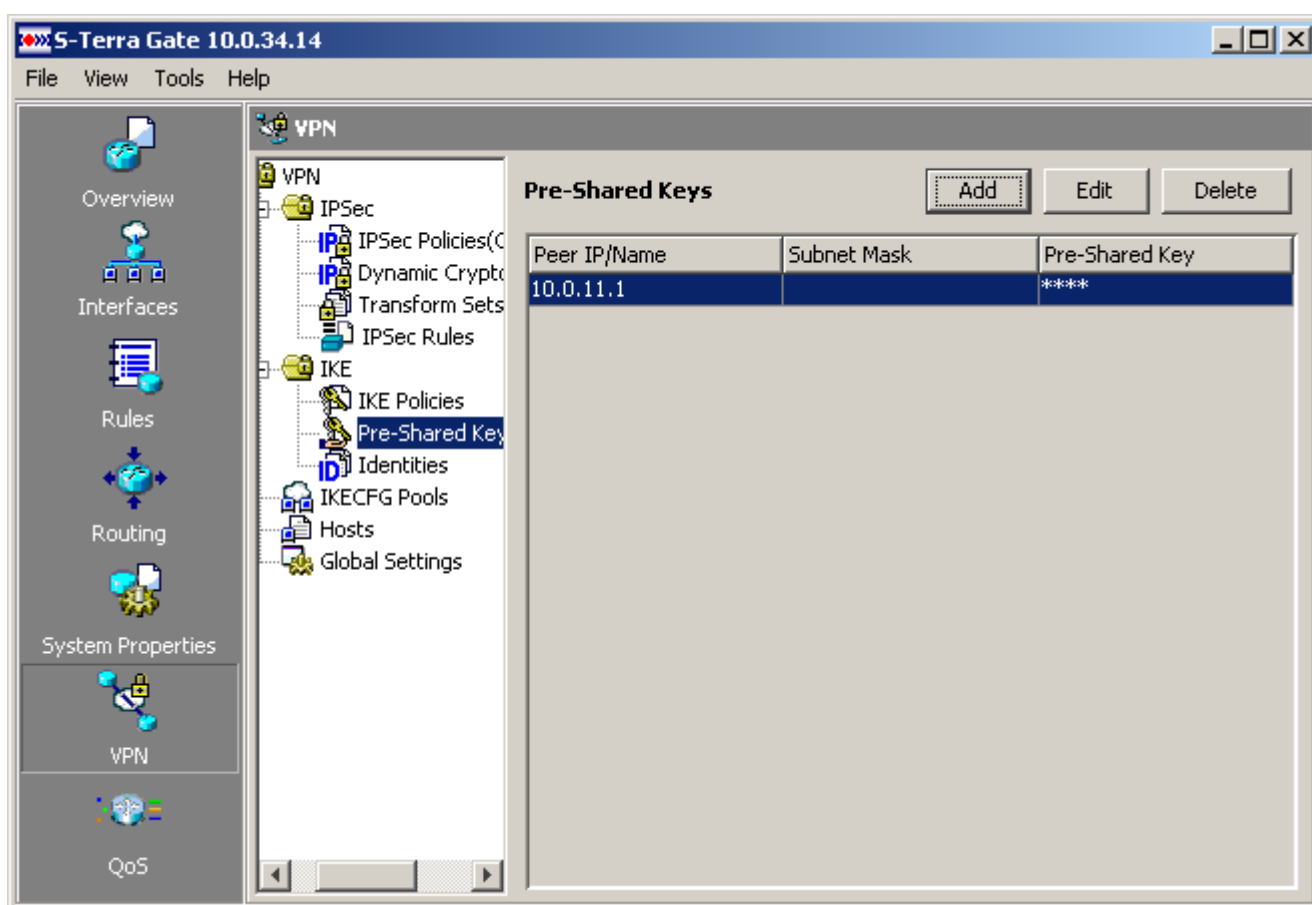 S-Terra Gate 10.0.34.14
File View Tools Help
VPN
Overview
Interfaces
Rules
Routing
System Properties
VPN
QoS
VPN
IPSec
IPSec Policies(C
Dynamic Crypto
Transform Sets
IPSec Rules
IKE
IKE Policies
Pre-Shared Key
Identities
IKECFG Pools
Hosts
Global Settings
Pre-Shared Keys
Add Edit Delete
Peer IP/Name Subnet Mask Pre-Shared Key
10.0.11.1 ****